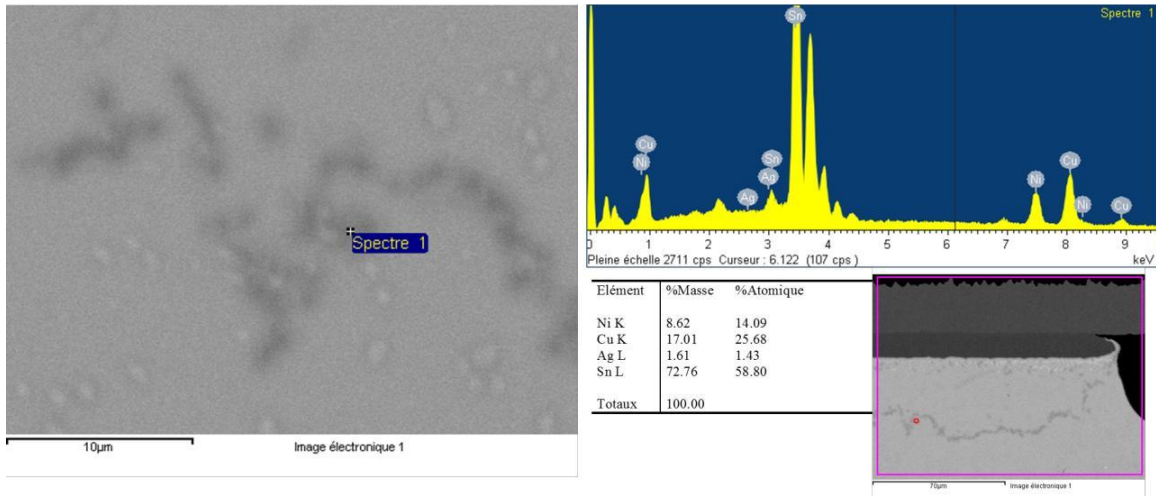 Spectre 1
10µm
Image électronique 1
Spectre 1
Sn
Cu
Ni
Sn
Ag
Ag
Ni
Cu
Ni
Cu
0 1 2 3 4 5 6 7 8 9
Pleine échelle 2711 cps Curseur : 6.122 (107 cps) keV
Elément %Masse %Atomique
Ni K 8.62 14.09
Cu K 17.01 25.68
Ag L 1.61 1.43
Sn L 72.76 58.80
Totaux 100.00
70µm
Image électronique 1